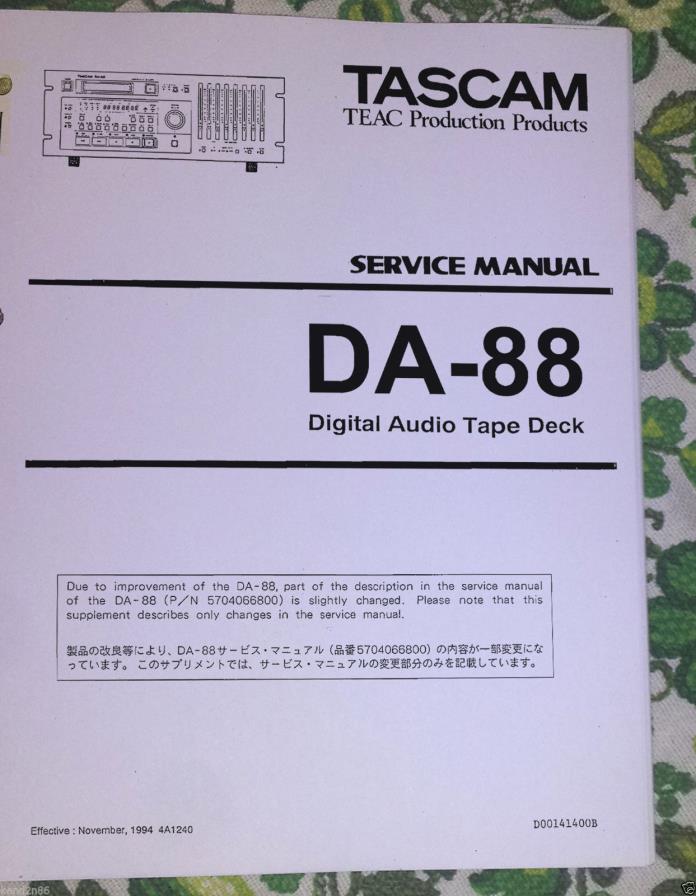 TASCAM
TEAC Production Products
SERVICE MANUAL
DA-88
Digital Audio Tape Deck
Due to improvement of the DA-88, part of the description in the service manual
of the DA-88 (P/N 5704066800) is slightly changed. Please note that this
supplement describes only changes in the service manual.
製品の改良等により、DA-88サービス・マニュアル（品番5704066800）の内容が一部変更にな
っています。このサプリメントでは、サービス・マニュアルの変更部分のみを記載しています。
Effective : November, 1994 4A1240
D00141400B